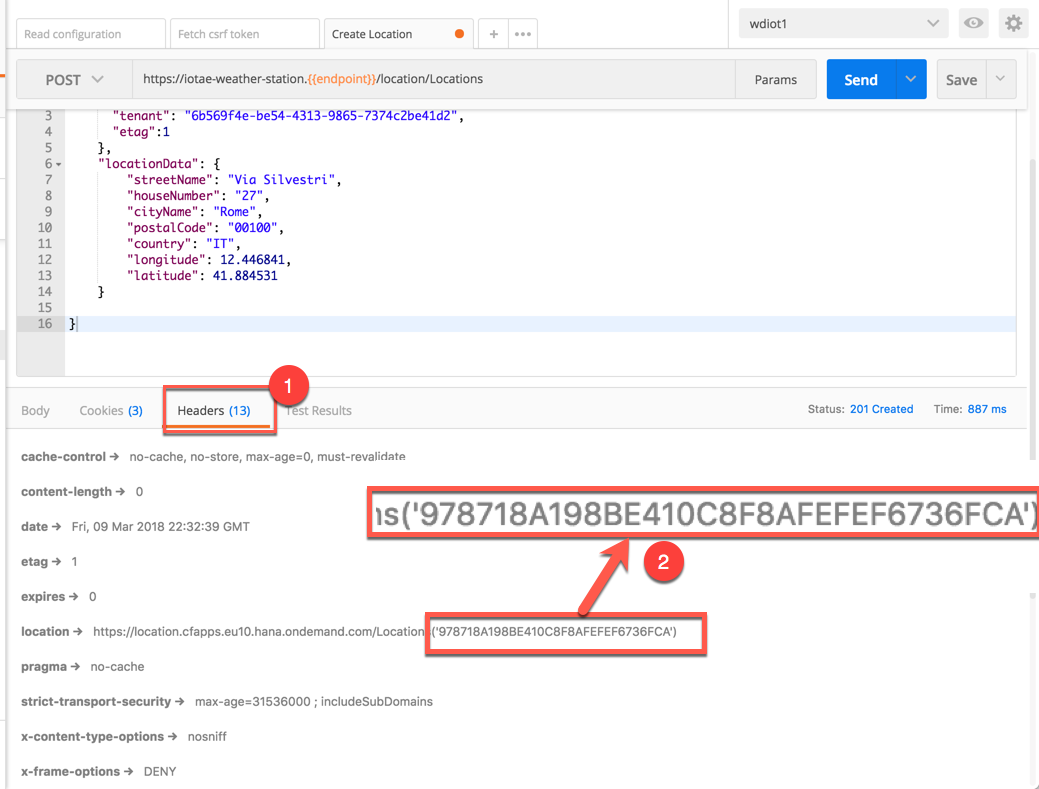 Read configuration
Fetch csrf token
Create Location
+
•••
wdiot1
POST
https://iotae-weather-station.{{endpoint}}/location/Locations
Params
Send
Save
3 "tenant": "6b569f4e-be54-4313-9865-7374c2be41d2",
4 "etag":1
5 },
6 "locationData": {
7 "streetName": "Via Silvestri",
8 "houseNumber": "27",
9 "cityName": "Rome",
10 "postalCode": "00100",
11 "country": "IT",
12 "longitude": 12.446841,
13 "latitude": 41.884531
14 }
15
16 }
1
Body
Cookies (3)
Headers (13)
Test Results
Status: 201 Created
Time: 887 ms
cache-control → no-cache, no-store, max-age=0, must-revalidate
content-length → 0
ns('978718A198BE410C8F8AFEFEF6736FCA')
date → Fri, 09 Mar 2018 22:32:39 GMT
2
etag → 1
expires → 0
location → https://location.cfapps.eu10.hana.ondemand.com/Locations('978718A198BE410C8F8AFEFEF6736FCA')
pragma → no-cache
strict-transport-security → max-age=31536000 ; includeSubDomains
x-content-type-options → nosniff
x-frame-options → DENY